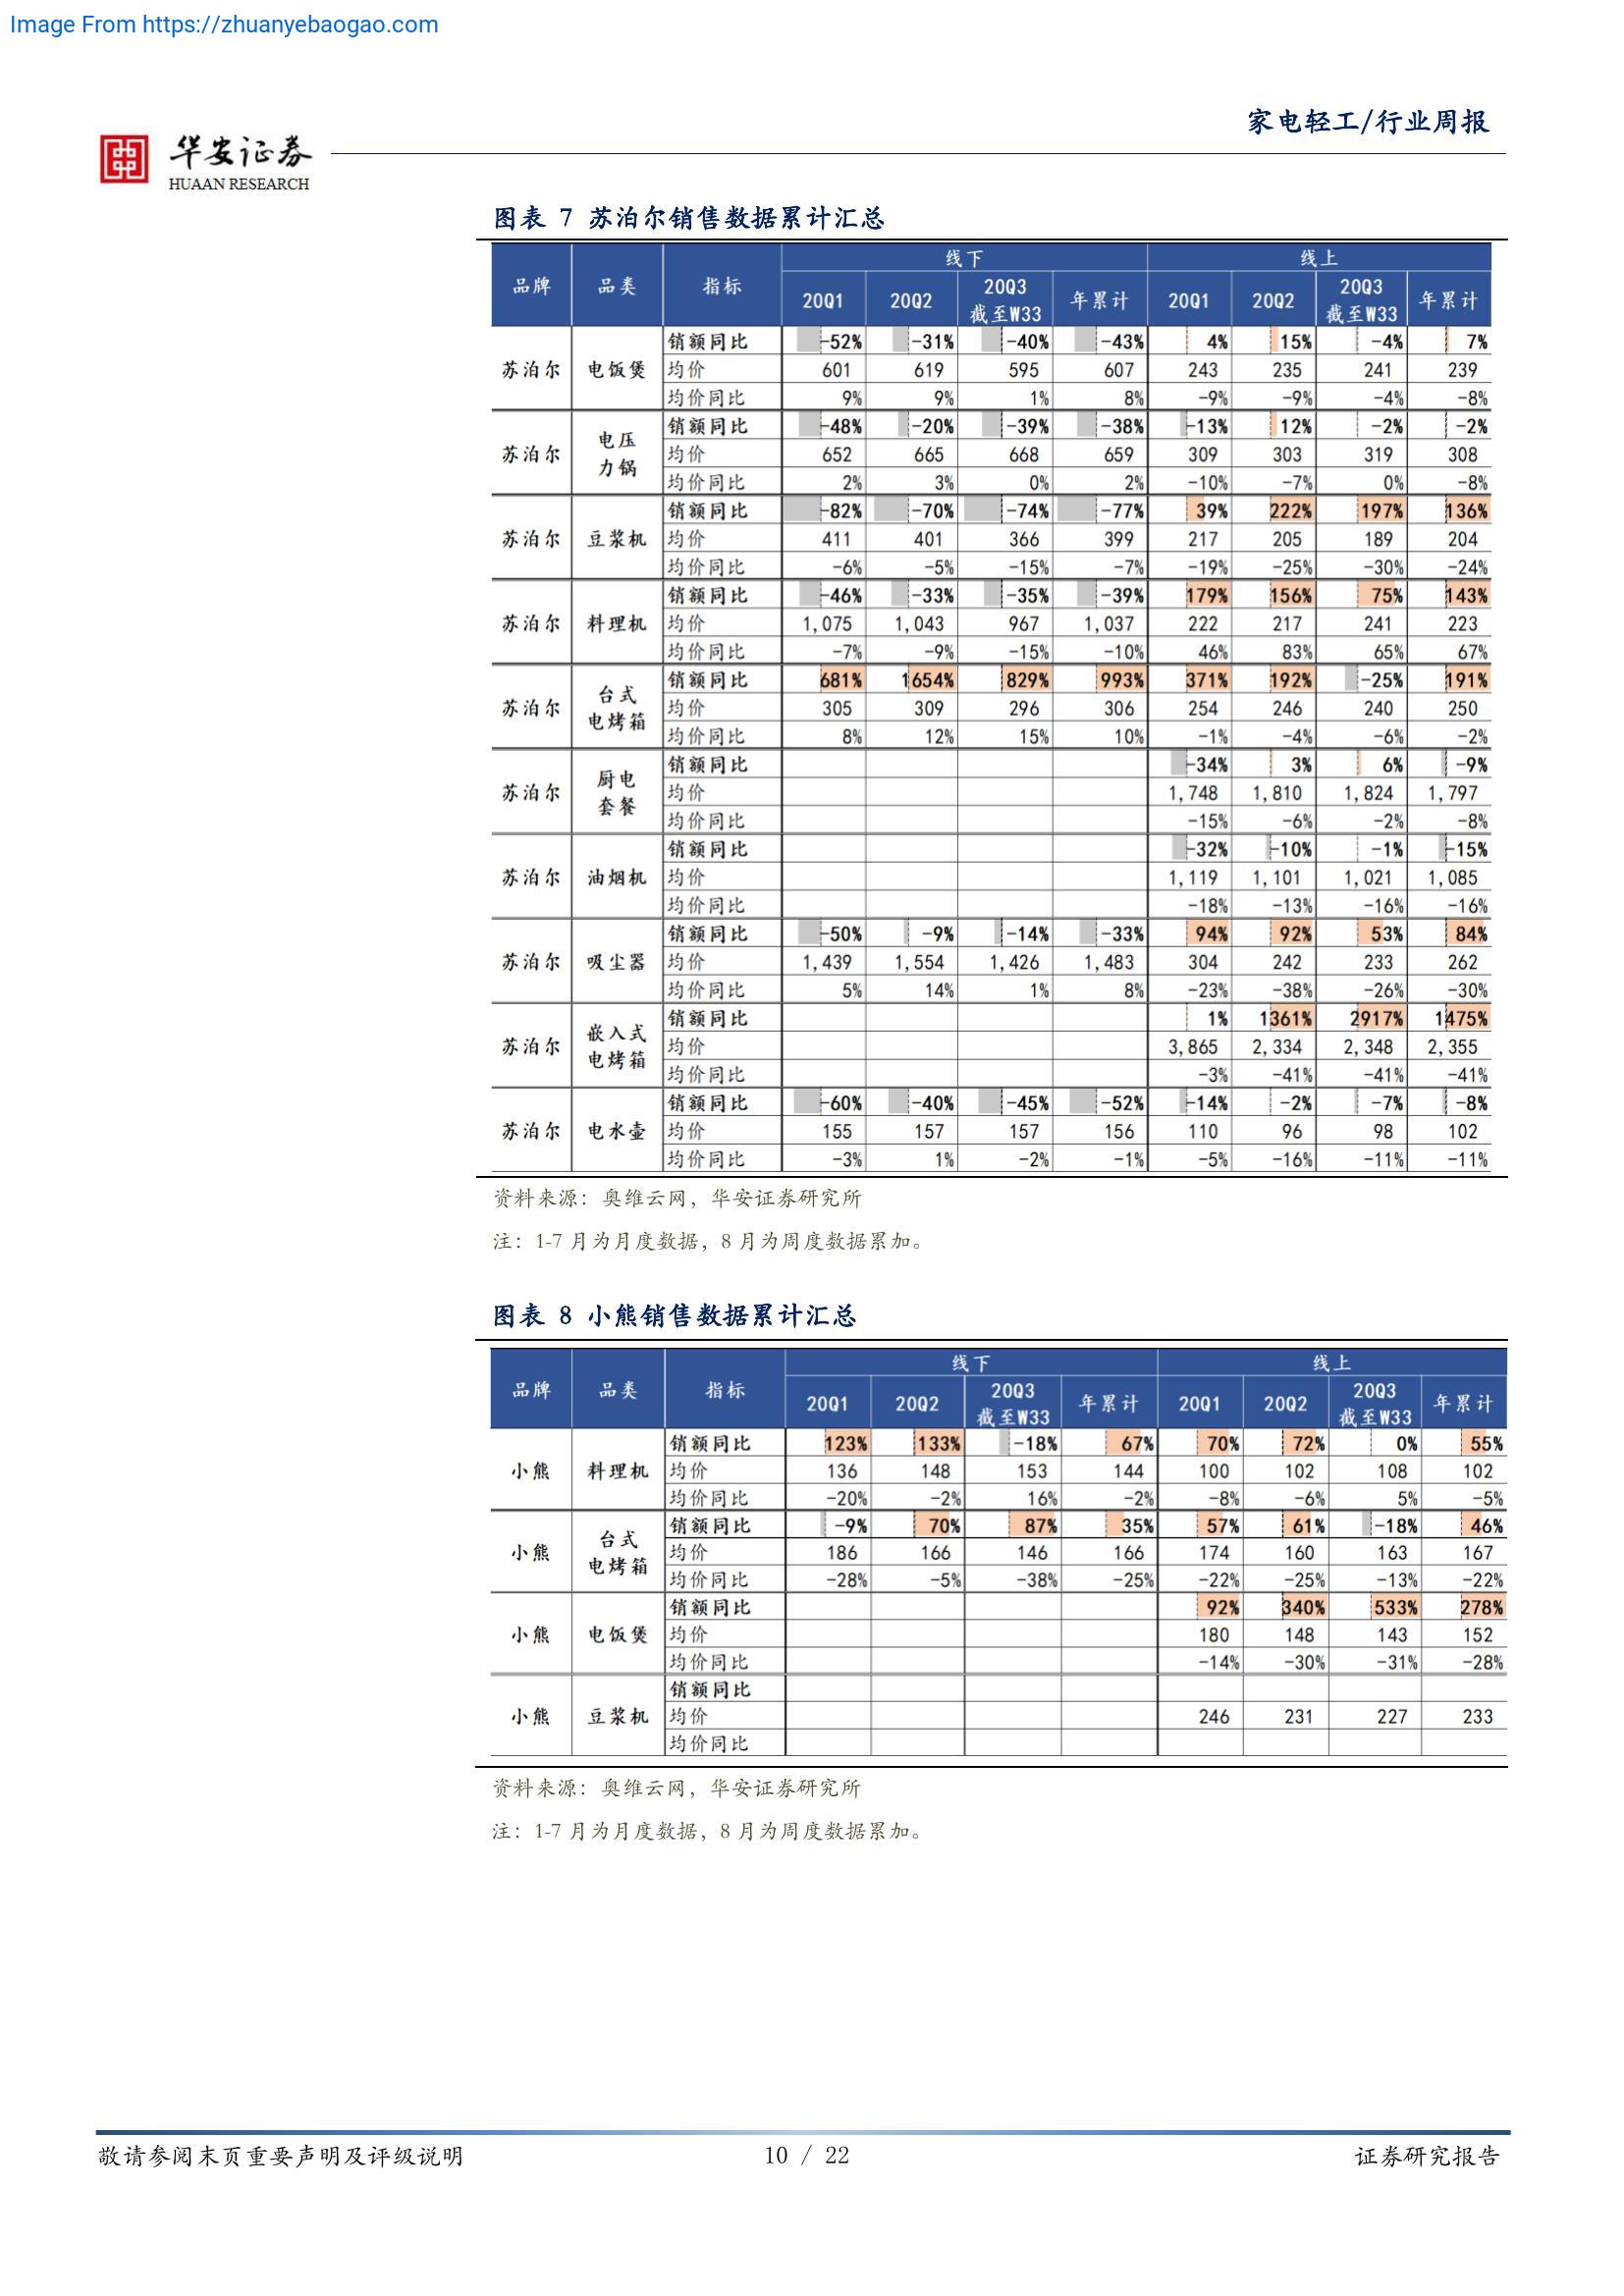 Image From https://zhuanyebaogao.com
家电轻工/行业周报
华安证券
HUAAN RESEARCH
图表 7 苏泊尔销售数据累计汇总
品牌 品类 指标 线下 线上
20Q1 20Q2 20Q3 截至W33 年累计 20Q1 20Q2 20Q3 截至W33 年累计
苏泊尔 电饭煲
销额同比 -52% -31% -40% -43% 4% 15% -4% 7%
均价 601 619 595 607 243 235 241 239
均价同比 9% 9% 1% 8% -9% -9% -4% -8%
苏泊尔 电压力锅
销额同比 -48% -20% -39% -38% -13% 12% -2% -2%
均价 652 665 668 659 309 303 319 308
均价同比 2% 3% 0% 2% -10% -7% 0% -8%
苏泊尔 豆浆机
销额同比 -82% -70% -74% -77% 39% 222% 197% 136%
均价 411 401 366 399 217 205 189 204
均价同比 -6% -5% -15% -7% -19% -25% -30% -24%
苏泊尔 料理机
销额同比 -46% -33% -35% -39% 179% 156% 75% 143%
均价 1,075 1,043 967 1,037 222 217 241 223
均价同比 -7% -9% -15% -10% 46% 83% 65% 67%
苏泊尔 台式电烤箱
销额同比 681% 1654% 829% 993% 371% 192% -25% 191%
均价 305 309 296 306 254 246 240 250
均价同比 8% 12% 15% 10% -1% -4% -6% -2%
苏泊尔 厨电套餐
销额同比 -34% 3% 6% -9%
均价 1,748 1,810 1,824 1,797
均价同比 -15% -6% -2% -8%
苏泊尔 油烟机
销额同比 -32% -10% -1% -15%
均价 1,119 1,101 1,021 1,085
均价同比 -18% -13% -16% -16%
苏泊尔 吸尘器
销额同比 -50% -9% -14% -33% 94% 92% 53% 84%
均价 1,439 1,554 1,426 1,483 304 242 233 262
均价同比 5% 14% 1% 8% -23% -38% -26% -30%
苏泊尔 嵌入式电烤箱
销额同比 1% 1361% 2917% 1475%
均价 3,865 2,334 2,348 2,355
均价同比 -3% -41% -41% -41%
苏泊尔 电水壶
销额同比 -60% -40% -45% -52% -14% -2% -7% -8%
均价 155 157 157 156 110 96 98 102
均价同比 -3% 1% -2% -1% -5% -16% -11% -11%
资料来源：奥维云网，华安证券研究所
注：1-7 月为月度数据，8 月为周度数据累加。
图表 8 小熊销售数据累计汇总
品牌 品类 指标 线下 线上
20Q1 20Q2 20Q3 截至W33 年累计 20Q1 20Q2 20Q3 截至W33 年累计
小熊 料理机
销额同比 123% 133% -18% 67% 70% 72% 0% 55%
均价 136 148 153 144 100 102 108 102
均价同比 -20% -2% 16% -2% -8% -6% 5% -5%
小熊 台式电烤箱
销额同比 -9% 70% 87% 35% 57% 61% -18% 46%
均价 186 166 146 166 174 160 163 167
均价同比 -28% -5% -38% -25% -22% -25% -13% -22%
小熊 电饭煲
销额同比 92% 340% 533% 278%
均价 180 148 143 152
均价同比 -14% -30% -31% -28%
小熊 豆浆机
销额同比
均价 246 231 227 233
均价同比
资料来源：奥维云网，华安证券研究所
注：1-7 月为月度数据，8 月为周度数据累加。
敬请参阅末页重要声明及评级说明 10 / 22 证券研究报告